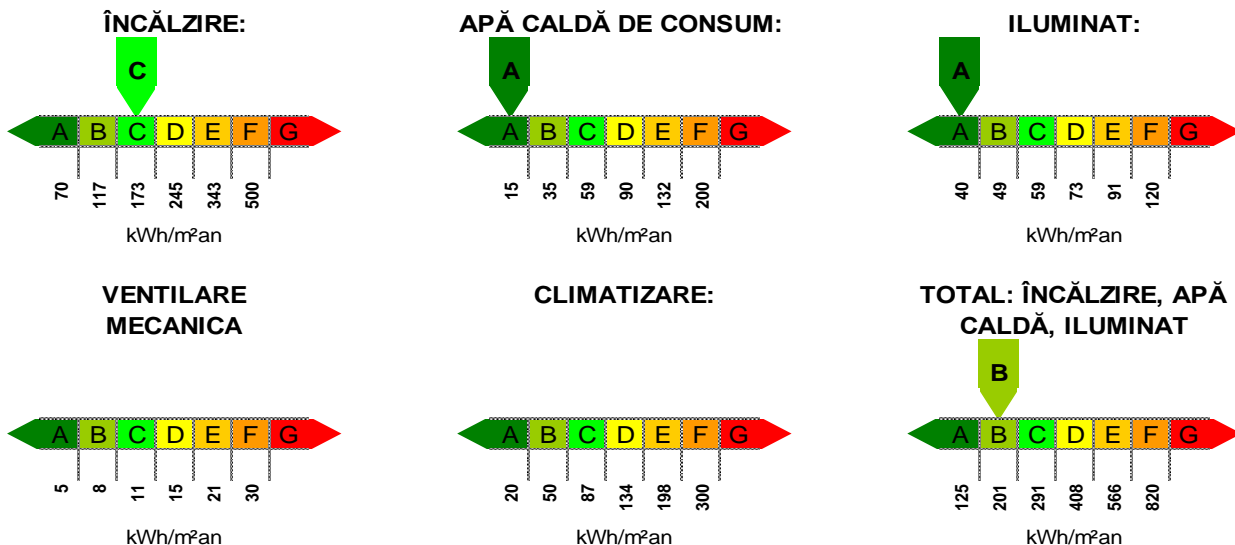 ÎNCĂLZIRE:
C
A B C D E F G
70 117 173 245 343 500
kWh/m²an
APĂ CALDĂ DE CONSUM:
A
A B C D E F G
15 35 59 90 132 200
kWh/m²an
ILUMINAT:
A
A B C D E F G
40 49 59 73 91 120
kWh/m²an
VENTILARE
MECANICA
A B C D E F G
5 8 11 15 21 30
kWh/m²an
CLIMATIZARE:
A B C D E F G
20 50 87 134 198 300
kWh/m²an
TOTAL: ÎNCĂLZIRE, APĂ
CALDĂ, ILUMINAT
B
A B C D E F G
125 201 291 408 566 820
kWh/m²an